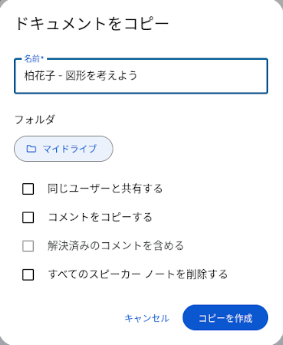 ドキュメントをコピー
名前*
柏花子 - 図形を考えよう
フォルダ
マイドライブ
同じユーザーと共有する
コメントをコピーする
解決済みのコメントを含める
すべてのスピーカー ノートを削除する
キャンセル
コピーを作成